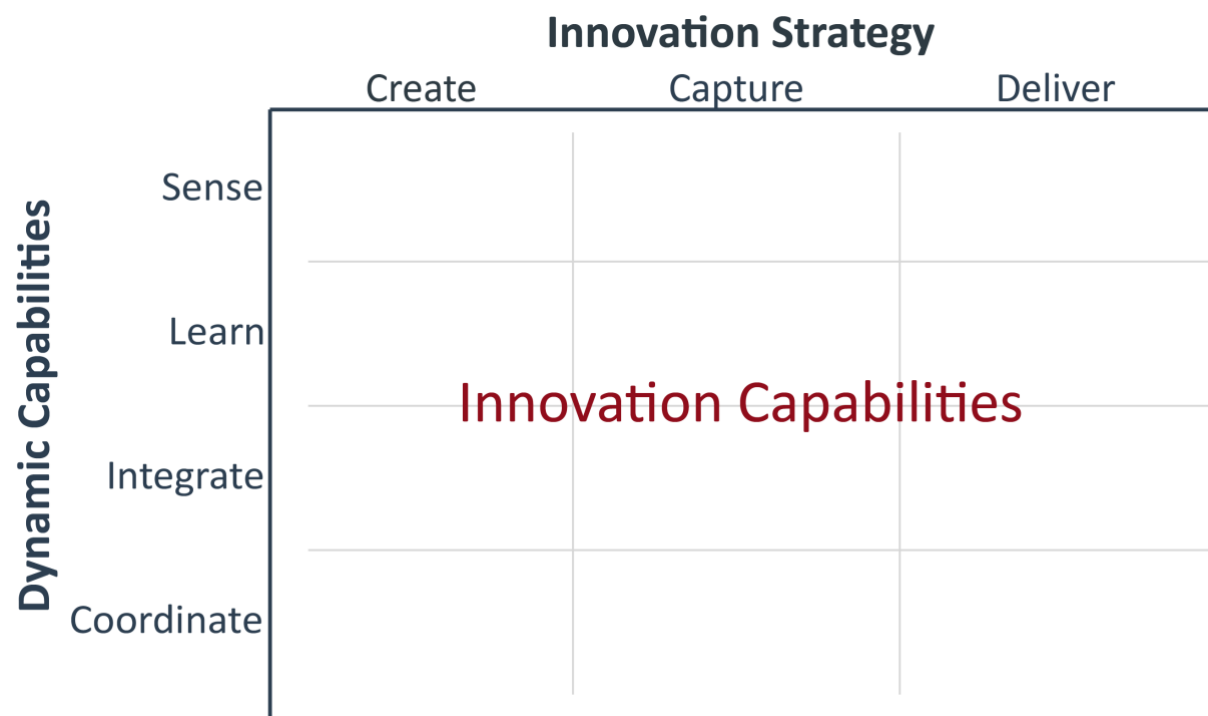 Innovation Strategy
Create Capture Deliver
Dynamic Capabilities
Sense
Learn
Innovation Capabilities
Integrate
Coordinate